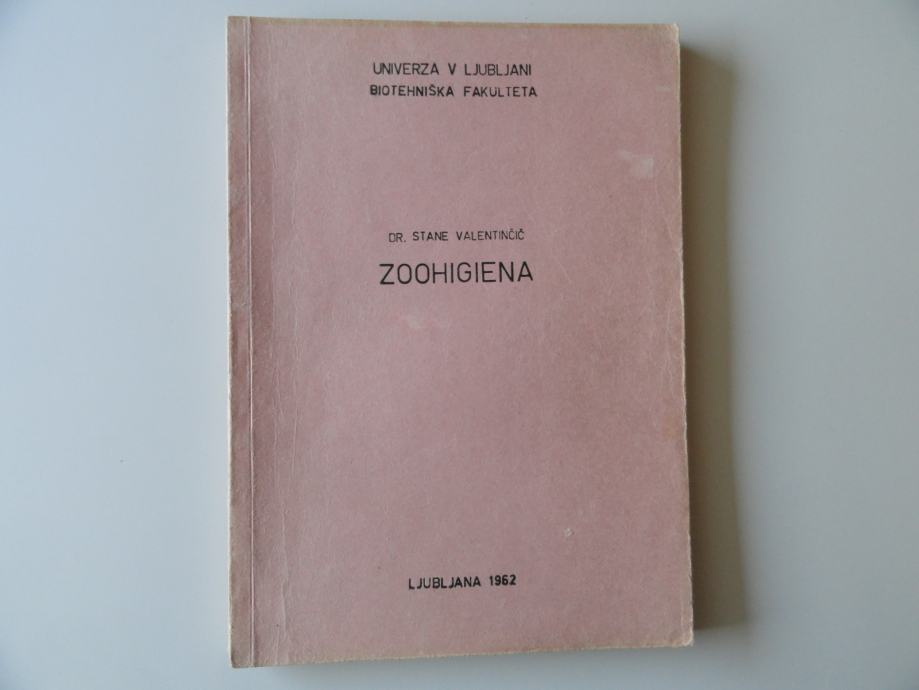 UNIVERZA V LJUBLJANI
BIOTEHNIŠKA FAKULTETA
DR. STANE VALENTINČIČ
ZOOHIGIENA
LJUBLJANA 1962